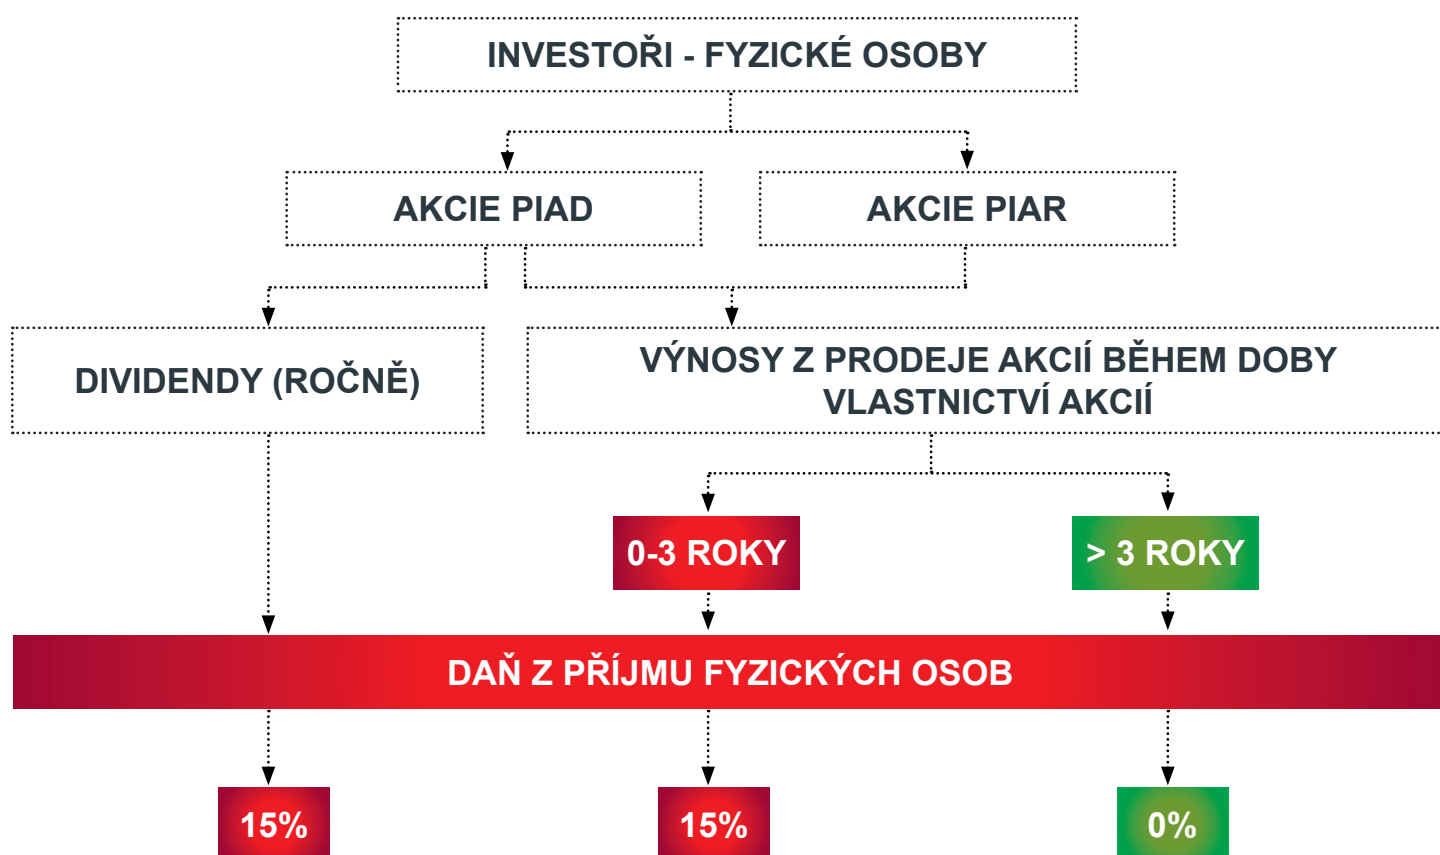 INVESTOŘI - FYZICKÉ OSOBY
AKCIE PIAD
AKCIE PIAR
DIVIDENDY (ROČNĚ)
VÝNOSY Z PRODEJE AKCIÍ BĚHEM DOBY
VLASTNICTVÍ AKCIÍ
0-3 ROKY
> 3 ROKY
DAŇ Z PŘÍJMU FYZICKÝCH OSOB
15%
15%
0%